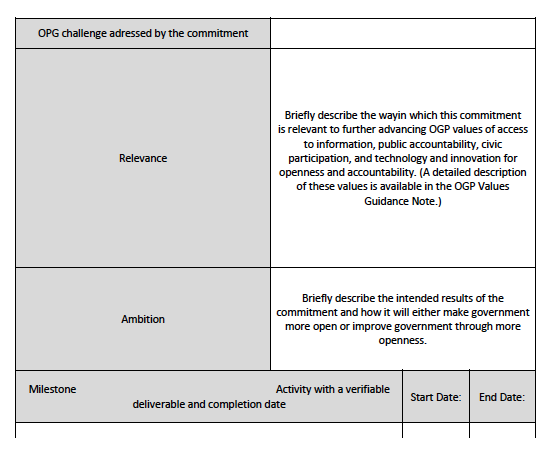 OPG challenge adressed by the commitment
Relevance
Briefly describe the wayin which this commitment
is relevant to further advancing OGP values of access
to information, public accountability, civic
participation, and technology and innovation for
openness and accountability. (A detailed description
of these values is available in the OGP Values
Guidance Note.)
Ambition
Briefly describe the intended results of the
commitment and how it will either make government
more open or improve government through more
openness.
Milestone Activity with a verifiable
deliverable and completion date
Start Date:
End Date: